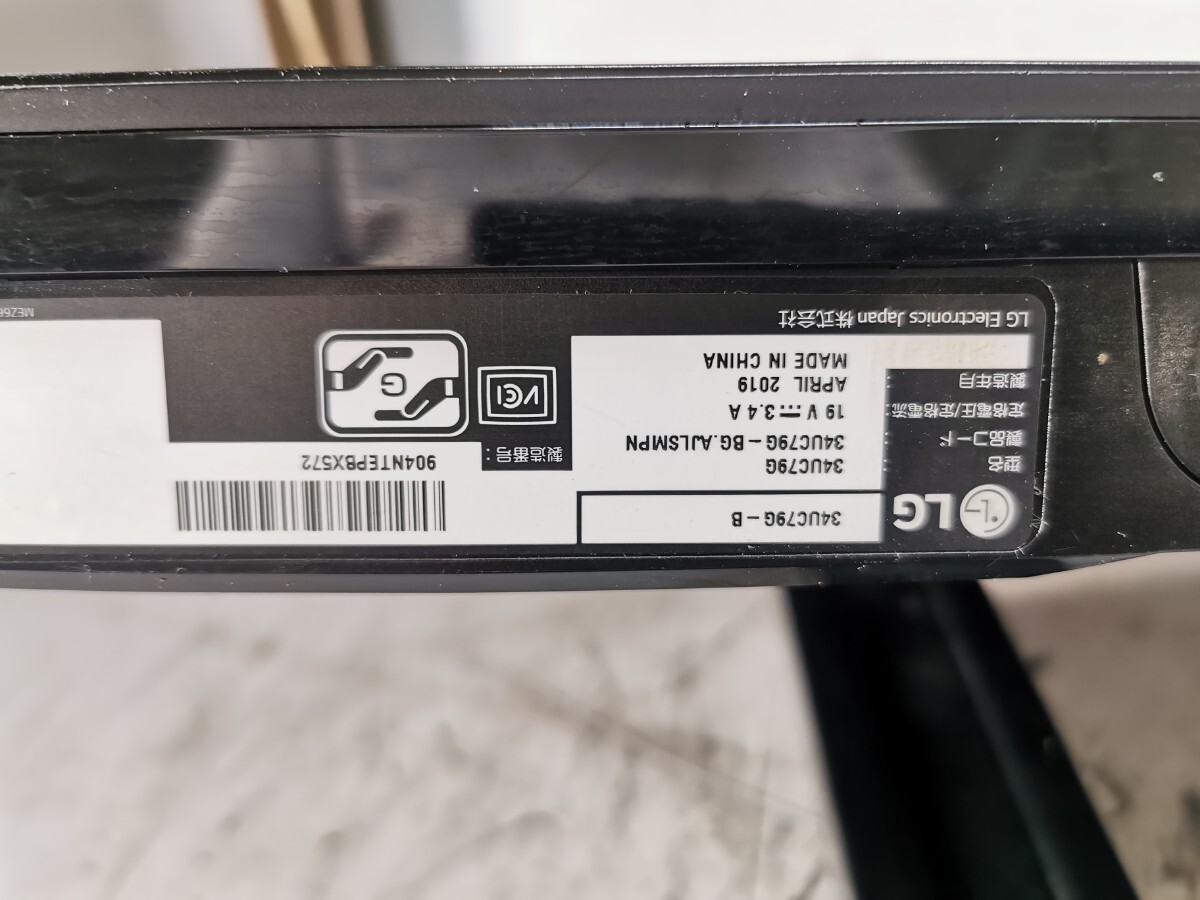 LG
34UC79G-B
型名
34UC79G
製品コード :
34UC79G-BG.AJLSMPN
定格電圧/定格電流:
19 V ⎓ 3.4 A
製造年月 :
APRIL 2019
MADE IN CHINA
LG Electronics Japan 株式会社
製造番号 :
904NTEPBX572
VCI
G